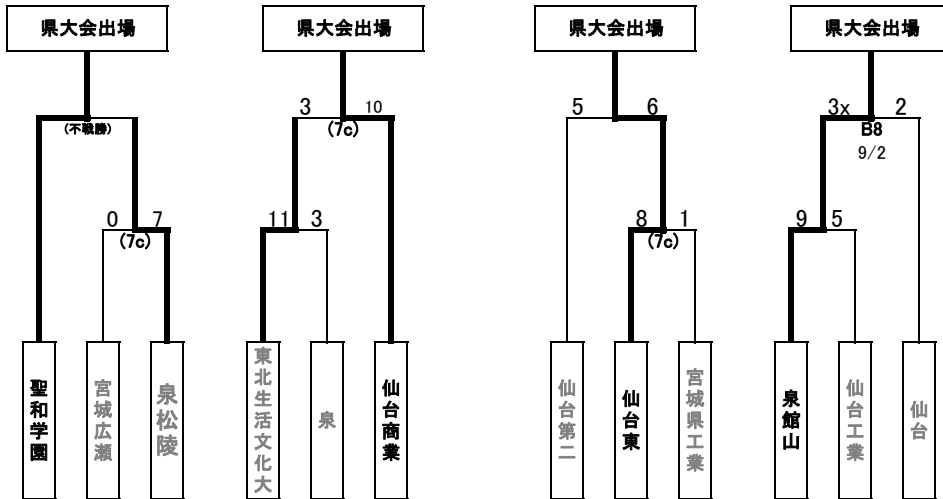 県大会出場
県大会出場
県大会出場
県大会出場
(不戦勝)
3
10
(7c)
5
6
3x
2
B8
9/2
0
7
(7c)
11
3
8
1
(7c)
9
5
聖和学園
宮城広瀬
泉松陵
東北生活文化大
泉
仙台商業
仙台第二
仙台東
宮城県工業
泉館山
仙台工業
仙台